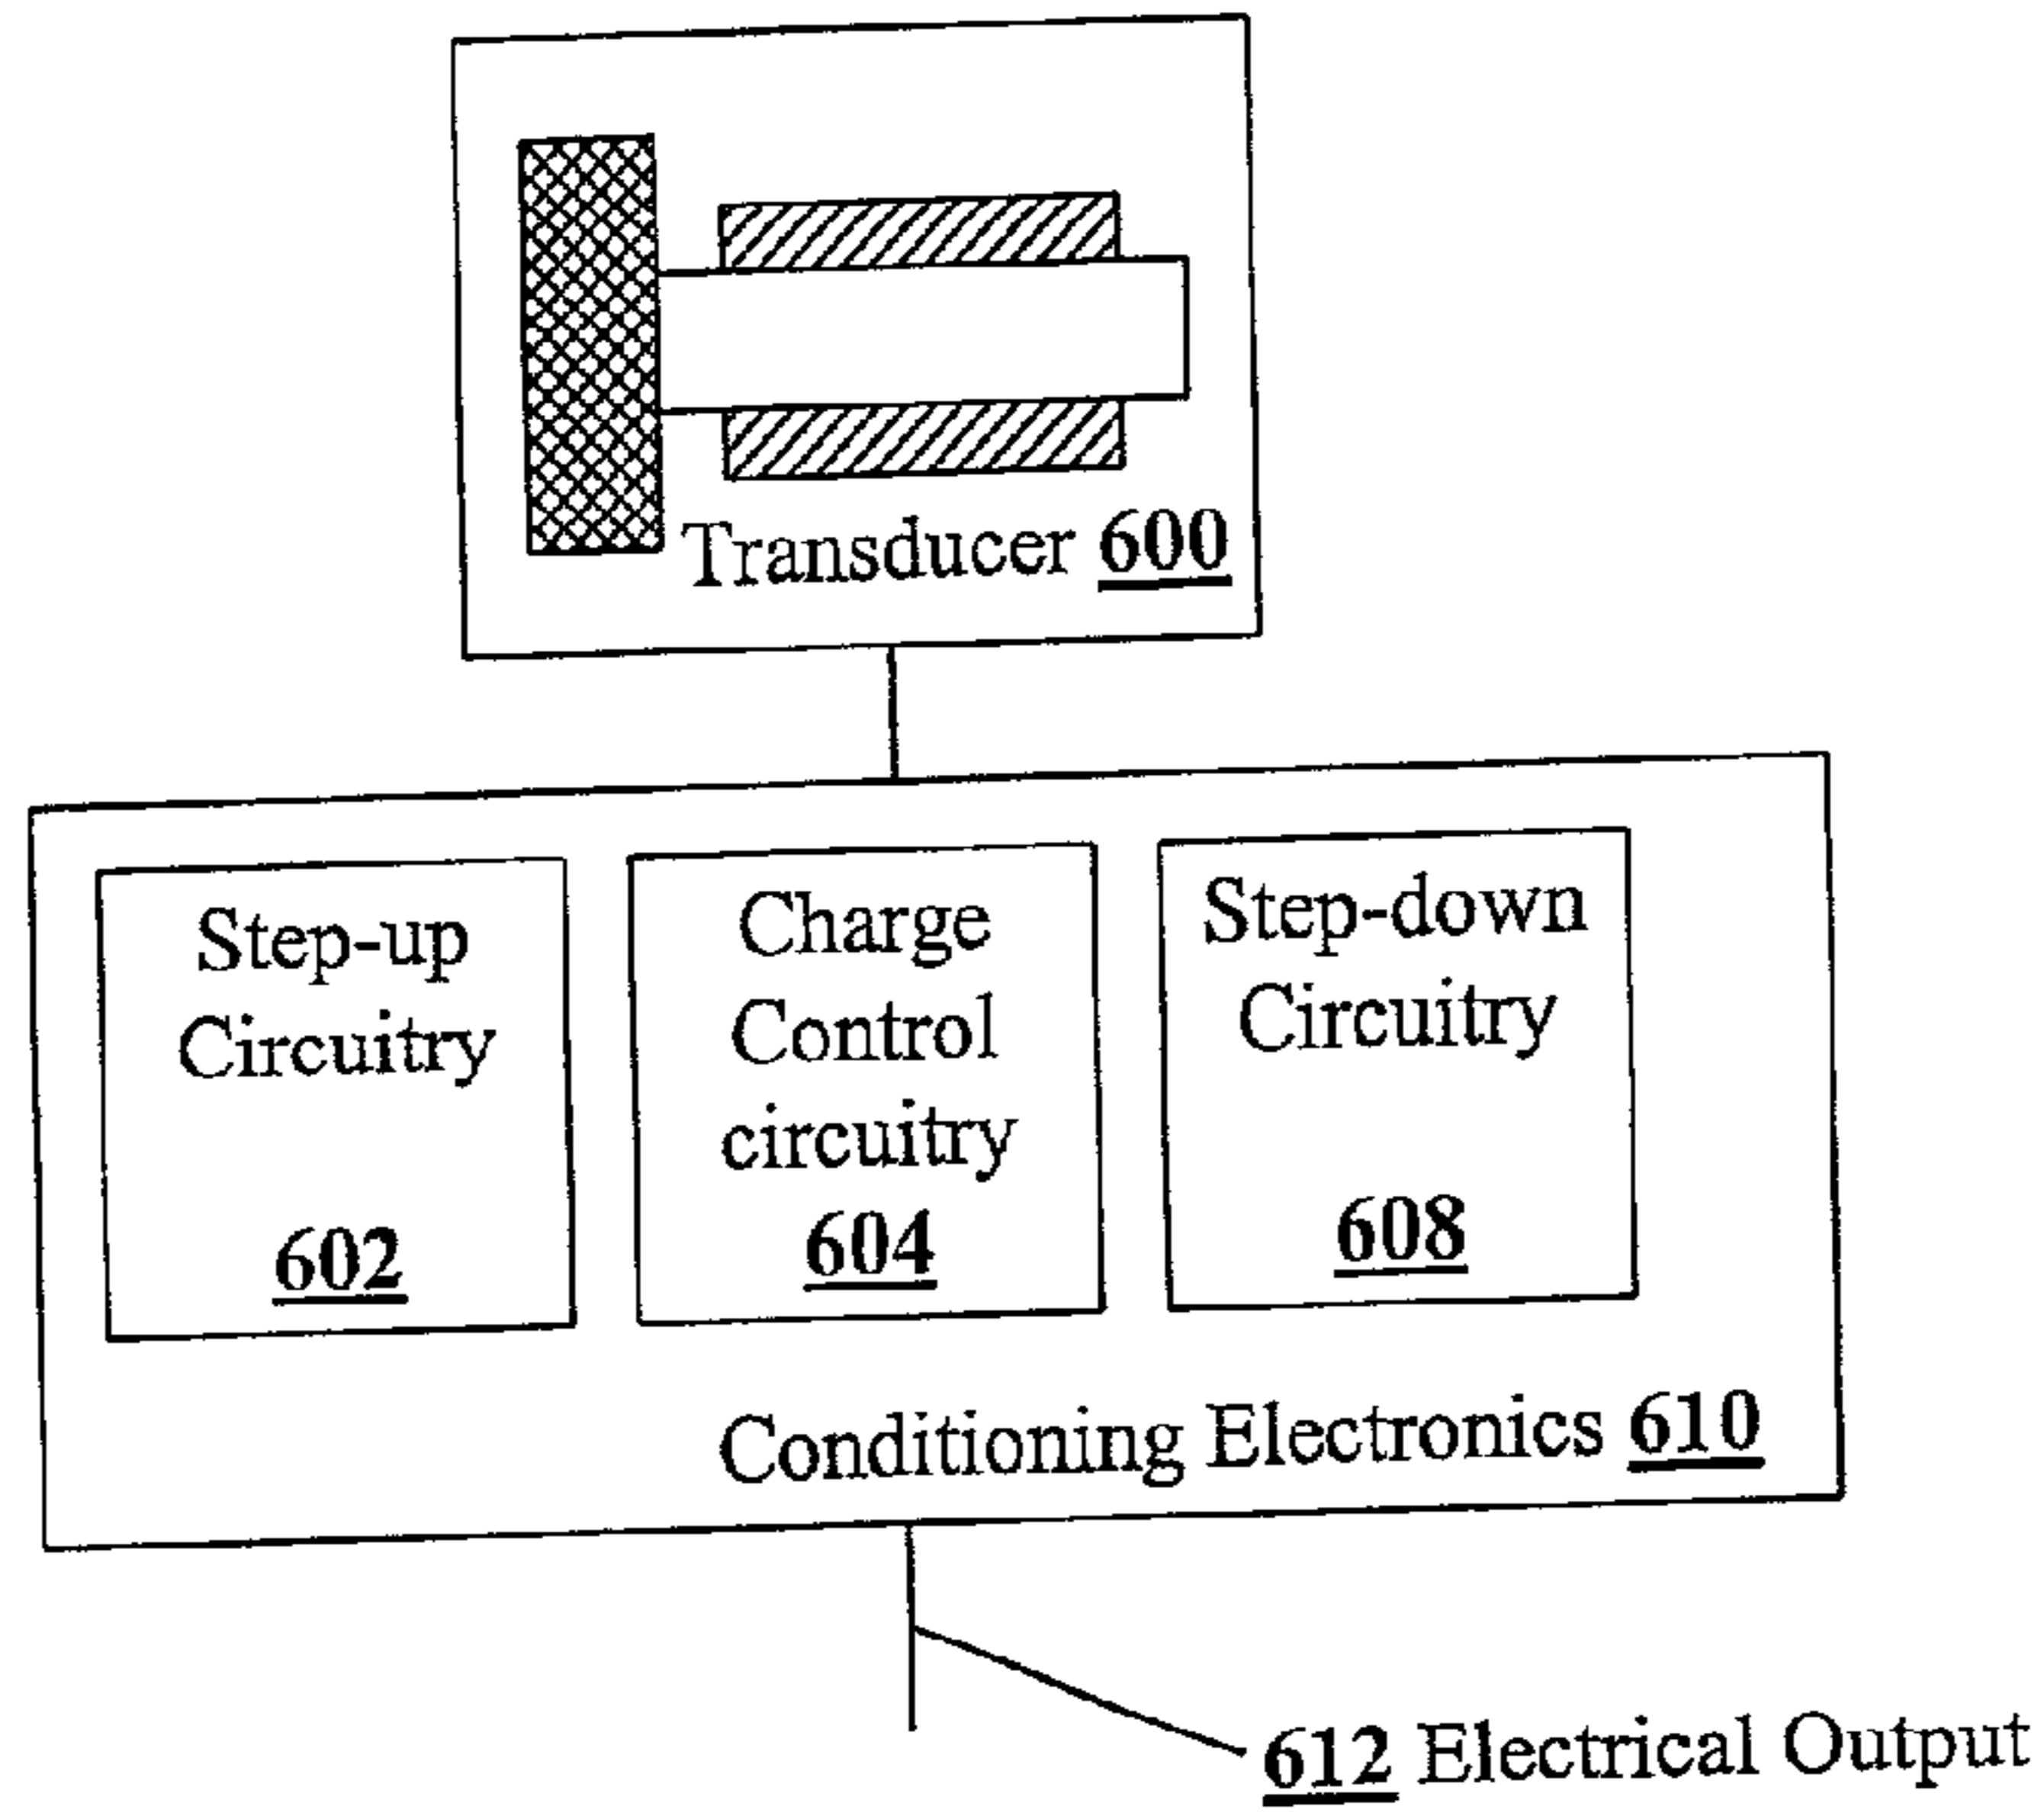 Transducer 600
Step-up
Circuitry
602
Charge
Control
circuitry
604
Step-down
Circuitry
608
Conditioning Electronics 610
612 Electrical Output